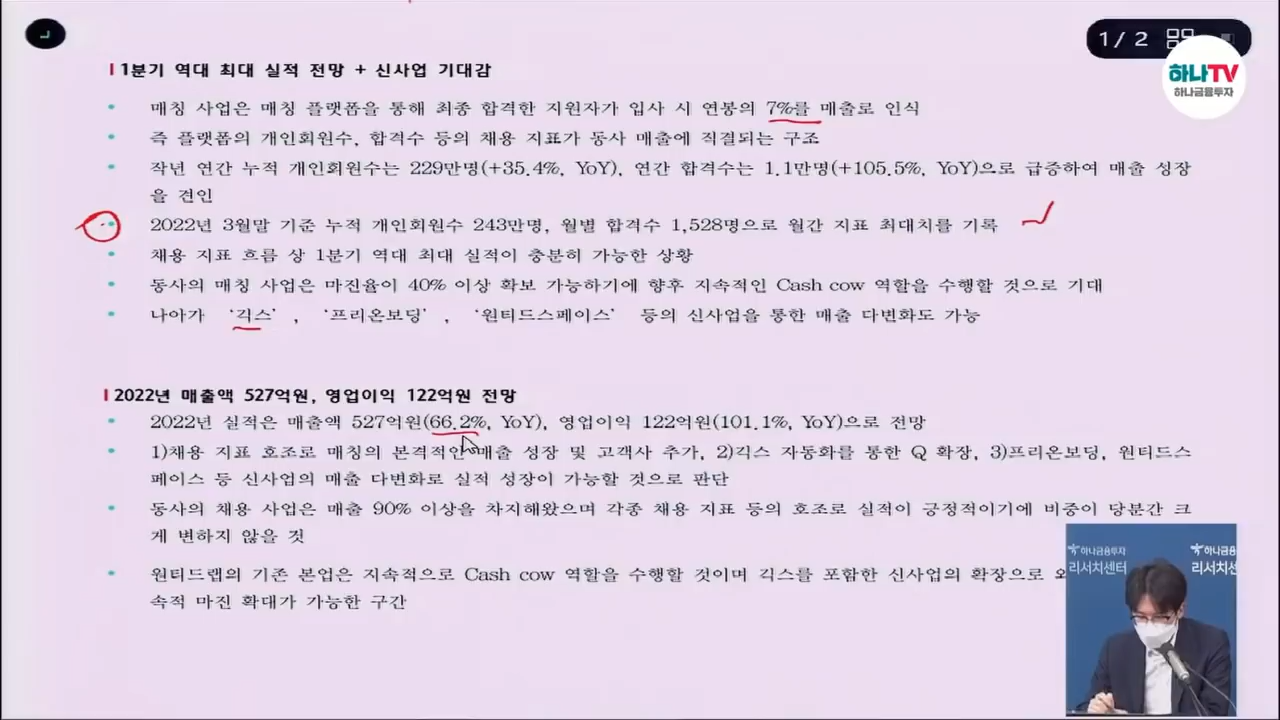 1/2
하나TV
하나금융투자
1분기 역대 최대 실적 전망 + 신사업 기대감
매칭 사업은 매칭 플랫폼을 통해 최종 합격한 지원자가 입사 시 연봉의 7%를 매출로 인식
즉 플랫폼의 개인회원수, 합격수 등의 채용 지표가 동사 매출에 직결되는 구조
작년 연간 누적 개인회원수는 229만명(+35.4%, YoY), 연간 합격수는 1.1만명(+105.5%, YoY)으로 급증하여 매출 성장
을 견인
2022년 3월말 기준 누적 개인회원수 243만명, 월별 합격수 1,528명으로 월간 지표 최대치를 기록
채용 지표 흐름 상 1분기 역대 최대 실적이 충분히 가능한 상황
동사의 매칭 사업은 마진율이 40% 이상 확보 가능하기에 향후 지속적인 Cash cow 역할을 수행할 것으로 기대
나아가 ‘긱스’, ‘프리온보딩’, ‘원티드스페이스’ 등의 신사업을 통한 매출 다변화도 가능
2022년 매출액 527억원, 영업이익 122억원 전망
2022년 실적은 매출액 527억원(66.2%, YoY), 영업이익 122억원(101.1%, YoY)으로 전망
1)채용 지표 호조로 매칭의 본격적인 매출 성장 및 고객사 추가, 2)긱스 자동화를 통한 Q 확장, 3)프리온보딩, 원티드스
페이스 등 신사업의 매출 다변화로 실적 성장이 가능할 것으로 판단
동사의 채용 사업은 매출 90% 이상을 차지해왔으며 각종 채용 지표 등의 호조로 실적이 긍정적이기에 비중이 당분간 크
게 변하지 않을 것
원티드랩의 기존 본업은 지속적으로 Cash cow 역할을 수행할 것이며 긱스를 포함한 신사업의 확장으로
속적 마진 확대가 가능한 구간
하나금융투자
리서치센터
하나금융
리서치센